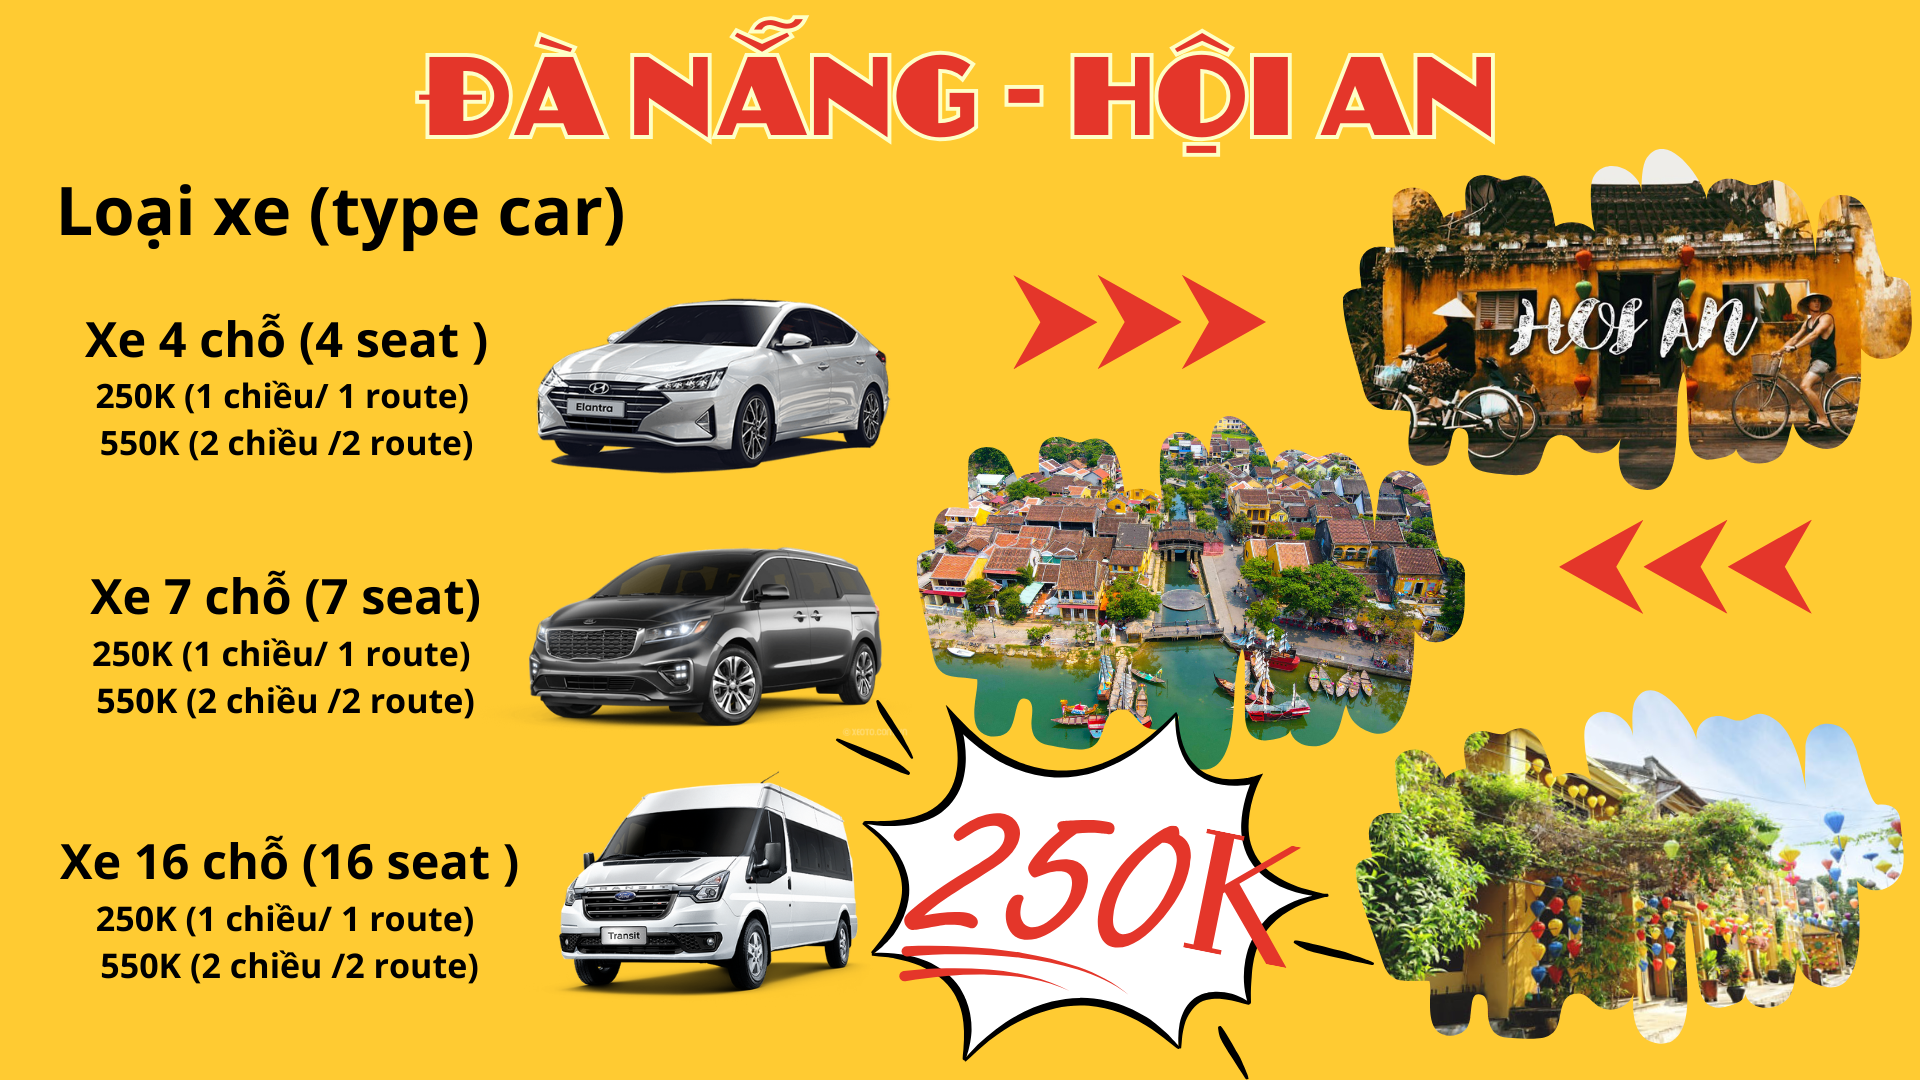 ĐÀ NẴNG - HỘI AN
Loại xe (type car)
Xe 4 chỗ (4 seat )
250K (1 chiều/ 1 route)
550K (2 chiều /2 route)
Elantra
HOI AN
Xe 7 chỗ (7 seat)
250K (1 chiều/ 1 route)
550K (2 chiều /2 route)
Xe 16 chỗ (16 seat )
250K (1 chiều/ 1 route)
550K (2 chiều /2 route)
Transit
250K